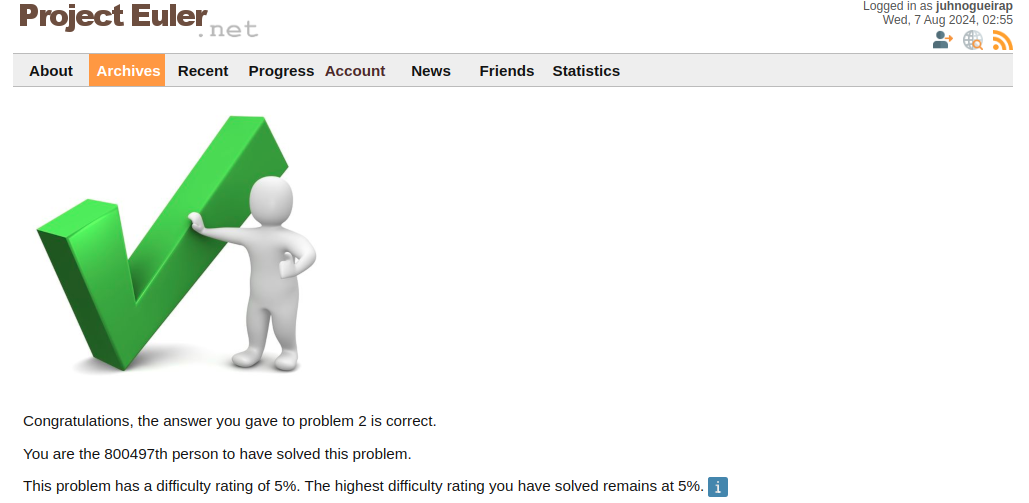 Project Euler
.net
Logged in as juhnogueirap
Wed, 7 Aug 2024, 02:55
About Archives Recent Progress Account News Friends Statistics
Congratulations, the answer you gave to problem 2 is correct.
You are the 800497th person to have solved this problem.
This problem has a difficulty rating of 5%. The highest difficulty rating you have solved remains at 5%. i